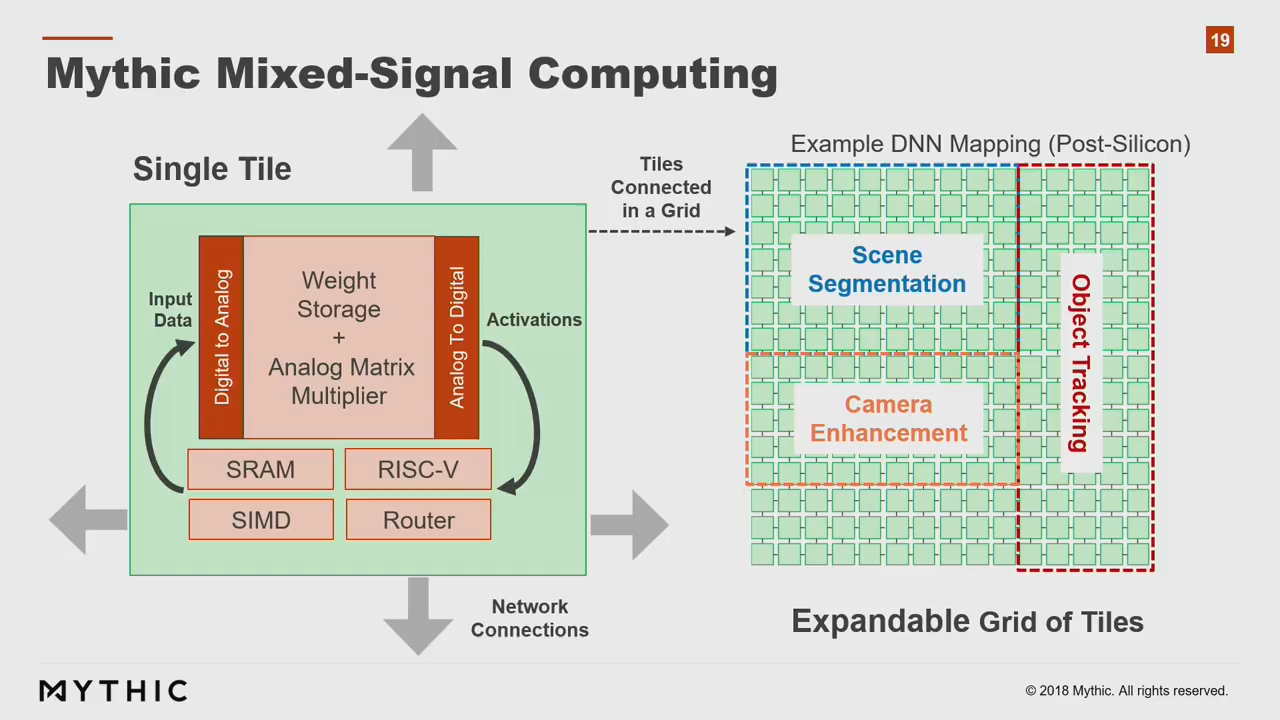 19
Mythic Mixed-Signal Computing
Single Tile
Input
Data
Digital to Analog
Weight
Storage
+
Analog Matrix
Multiplier
Analog To Digital
Activations
SRAM
RISC-V
SIMD
Router
Network
Connections
Tiles
Connected
in a Grid
Example DNN Mapping (Post-Silicon)
Scene
Segmentation
Camera
Enhancement
Object Tracking
Expandable Grid of Tiles
MYTHIC
© 2018 Mythic. All rights reserved.